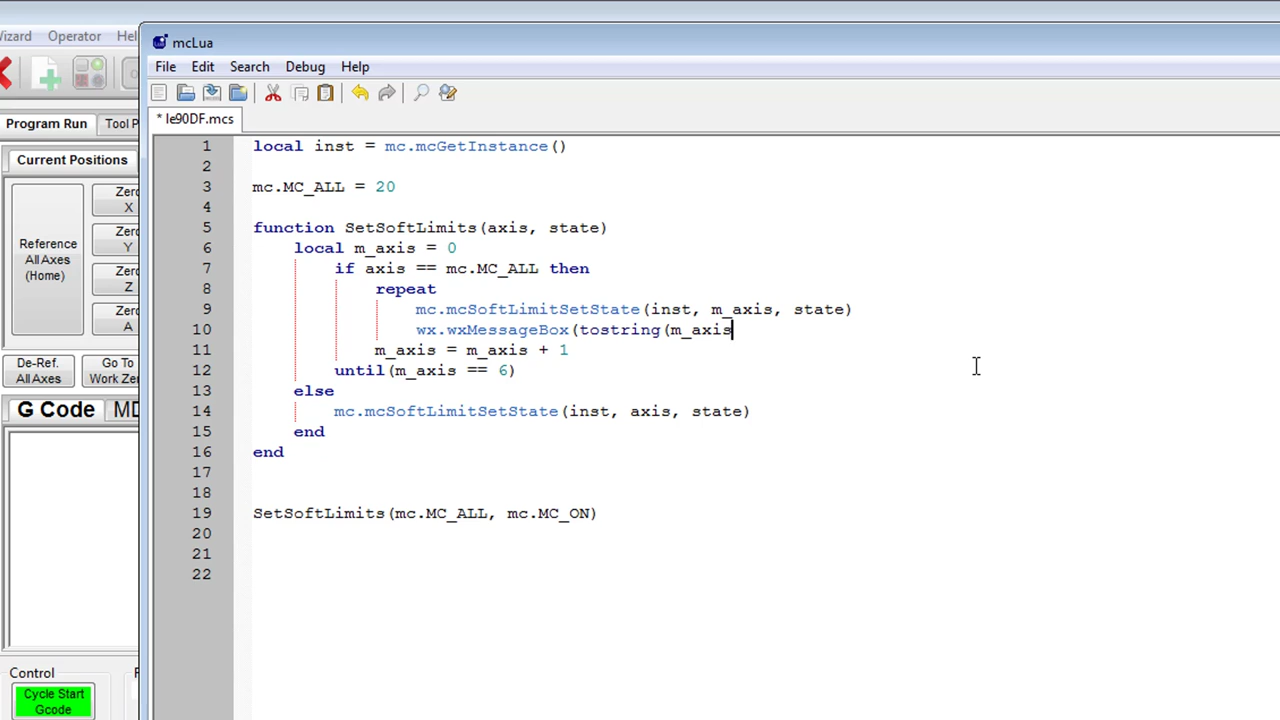 Wizard Operator Hel
mcLua
File Edit Search Debug Help
* le90DF.mcs
Program Run Tool P
Current Positions
Reference
All Axes
(Home)
Zero
X
Zero
Y
Zero
Z
Zero
A
De-Ref.
All Axes
Go To
Work Zero
G Code MD
Control
Cycle Start
Gcode
1 local inst = mc.mcGetInstance()
2
3 mc.MC_ALL = 20
4
5 function SetSoftLimits(axis, state)
6 local m_axis = 0
7 if axis == mc.MC_ALL then
8 repeat
9 mc.mcSoftLimitSetState(inst, m_axis, state)
10 wx.wxMessageBox(tostring(m_axis
11 m_axis = m_axis + 1
12 until(m_axis == 6)
13 else
14 mc.mcSoftLimitSetState(inst, axis, state)
15 end
16 end
17
18
19 SetSoftLimits(mc.MC_ALL, mc.MC_ON)
20
21
22